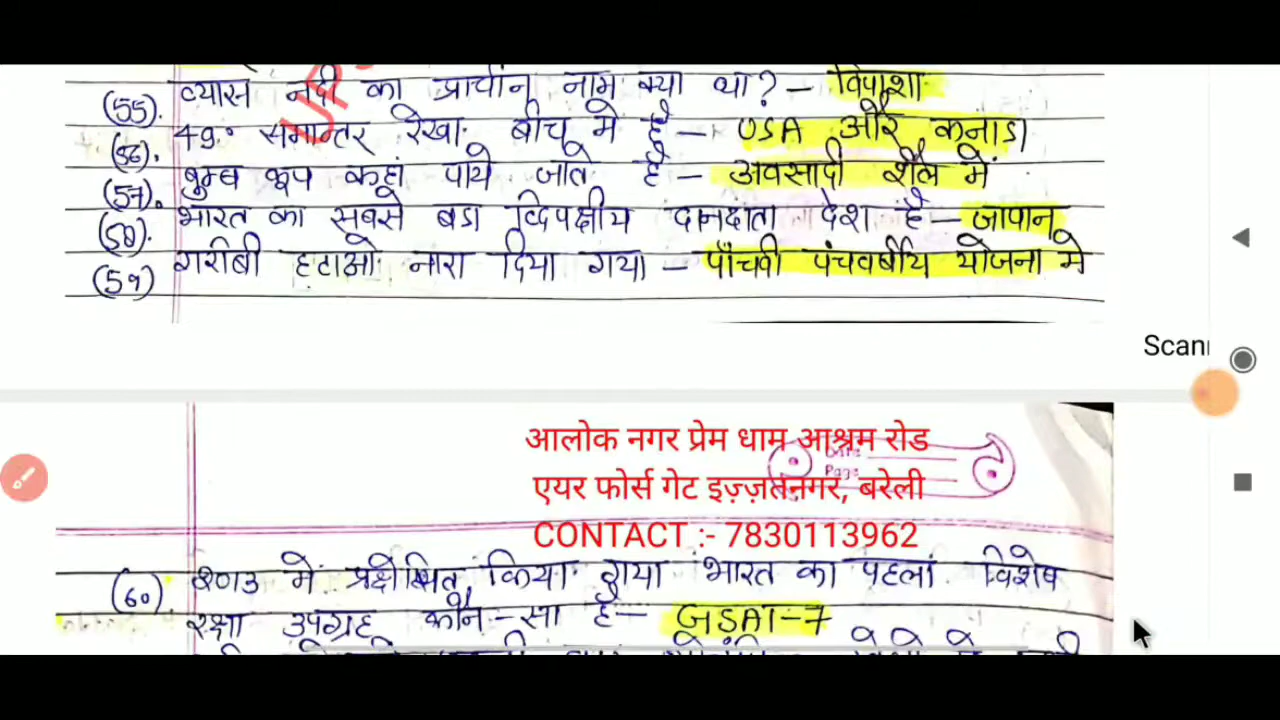 (55). व्यास नदी का प्राचीन नाम क्या था? – विपाशा
(56). 49° समान्तर रेखा बीच में है – USA और कनाडा
(57). बुम्ब कूप कहां पाये जाते है – अवसादी शैल में
(58). भारत का सबसे बडा द्विपक्षीय दानदाता देश है – जापान
(59) गरीबी हटाओ नारा दिया गया – पाँचवी पंचवर्षीय योजना मे
Scan
आलोक नगर प्रेम धाम आश्रम रोड
एयर फोर्स गेट इज़्ज़तनगर, बरेली
CONTACT :- 7830113962
(60). 2013 में प्रक्षेपित किया गया भारत का पहला विशेष
रक्षा उपग्रह कौन-सा है – GSAT-7